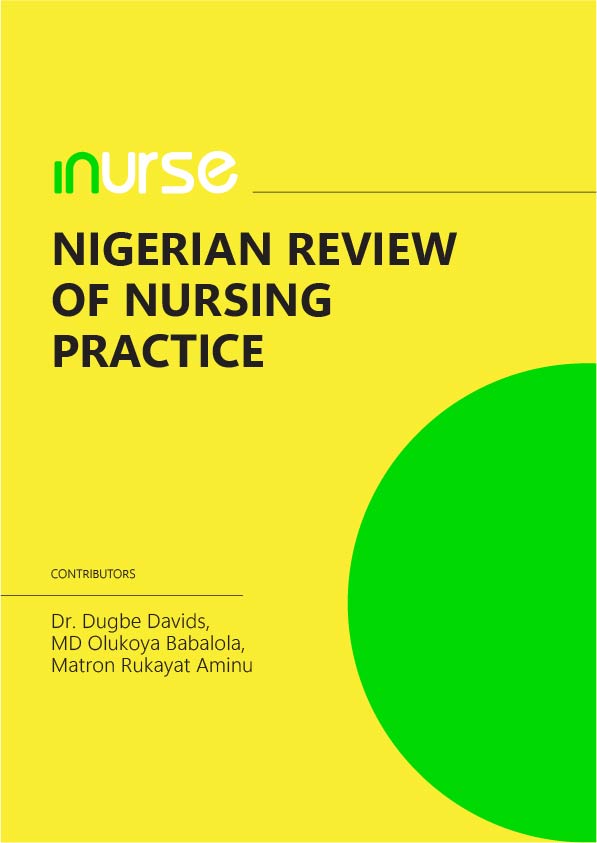 inurse
NIGERIAN REVIEW
OF NURSING
PRACTICE
CONTRIBUTORS
Dr. Dugbe Davids,
MD Olukoya Babalola,
Matron Rukayat Aminu